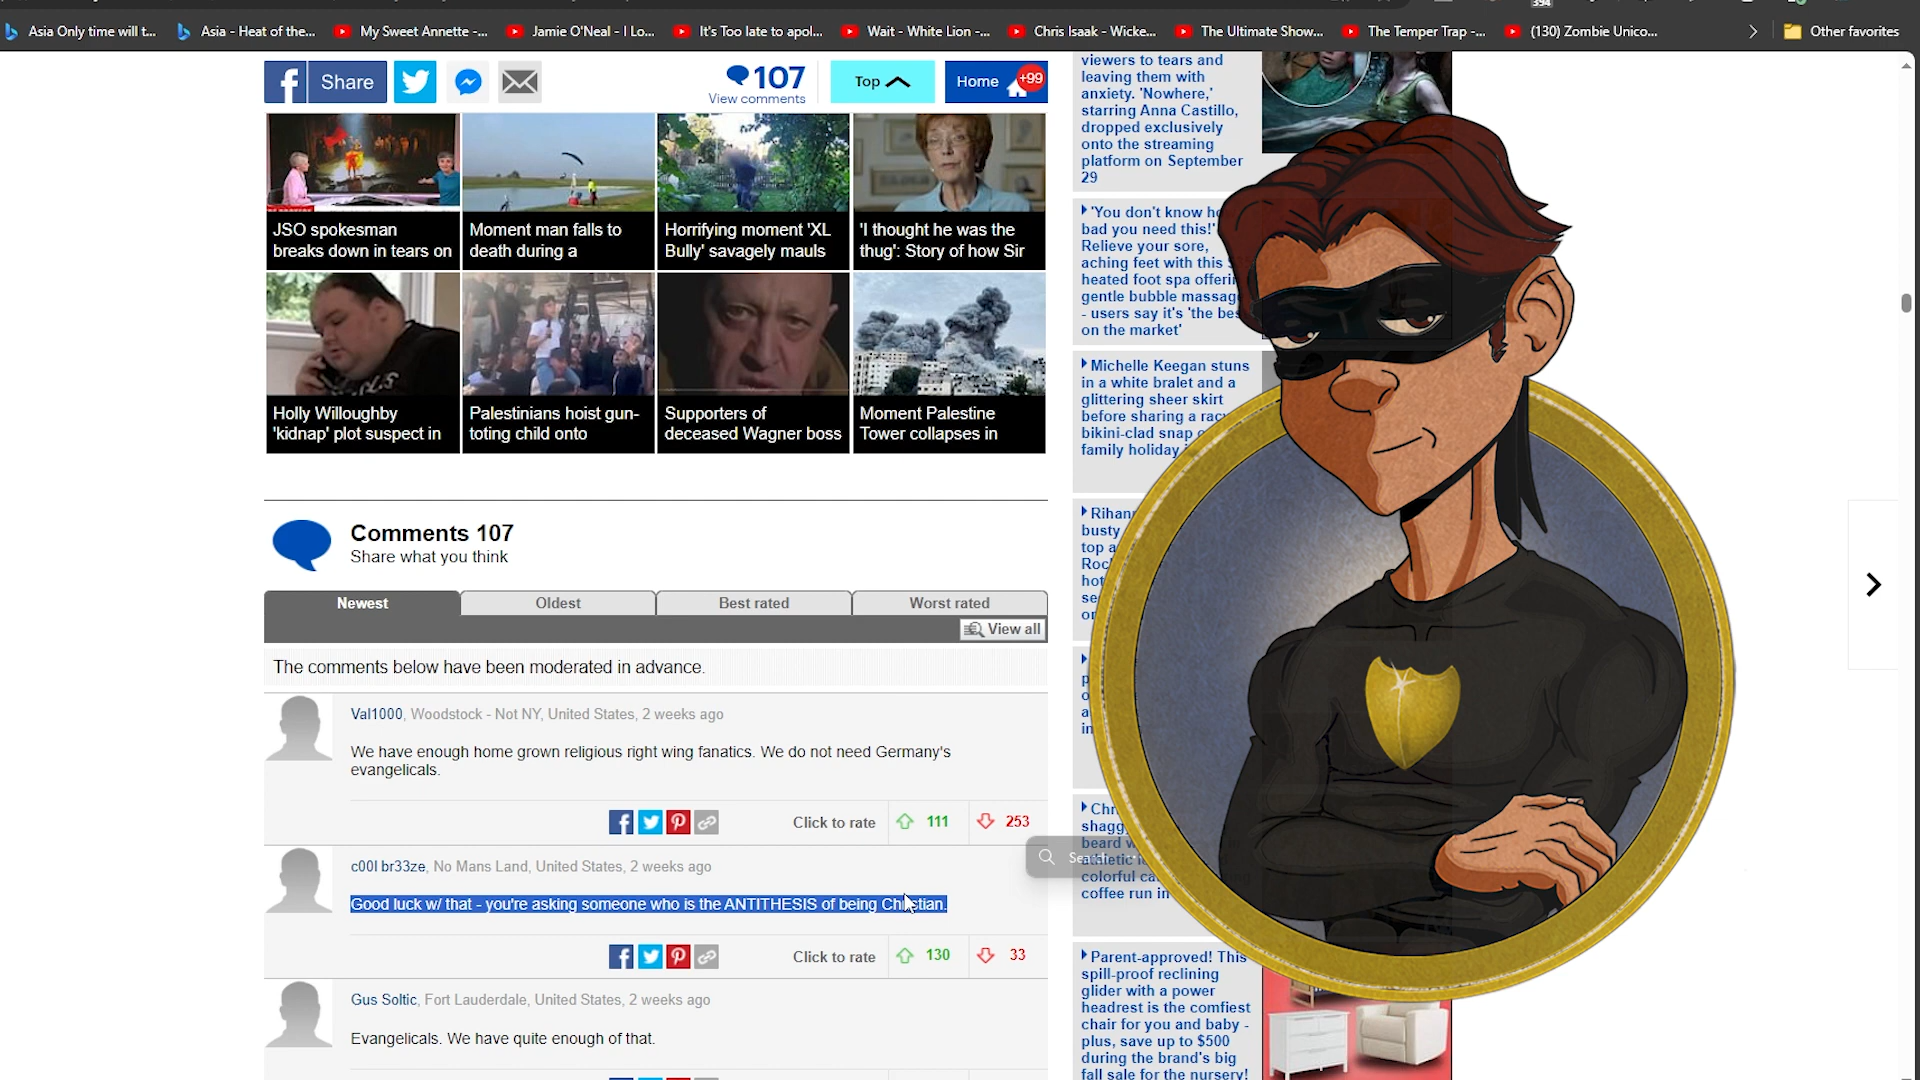 394
Asia Only time will t...
Asia - Heat of the...
My Sweet Annette -...
Jamie O'Neal - I Lo...
It's Too late to apol...
Wait - White Lion -...
Chris Isaak - Wicke...
The Ultimate Show...
The Temper Trap -...
(130) Zombie Unico...
Other favorites
Share
107
View comments
Top
Home
+99
JSO spokesman
breaks down in tears on
Moment man falls to
death during a
Horrifying moment 'XL
Bully' savagely mauls
'I thought he was the
thug': Story of how Sir
Holly Willoughby
'kidnap' plot suspect in
Palestinians hoist gun-
toting child onto
Supporters of
deceased Wagner boss
Moment Palestine
Tower collapses in
Comments 107
Share what you think
Newest
Oldest
Best rated
Worst rated
View all
The comments below have been moderated in advance.
Val1000, Woodstock - Not NY, United States, 2 weeks ago
We have enough home grown religious right wing fanatics. We do not need Germany's
evangelicals.
Click to rate
111
253
c00l br33ze, No Mans Land, United States, 2 weeks ago
Good luck w/ that - you're asking someone who is the ANTITHESIS of being Christian.
Click to rate
130
33
Gus Soltic, Fort Lauderdale, United States, 2 weeks ago
Evangelicals. We have quite enough of that.
viewers to tears and
leaving them with
anxiety. 'Nowhere,'
starring Anna Castillo,
dropped exclusively
onto the streaming
platform on September
29
'You don't know
bad you need this!'
Relieve your sore,
aching feet with this
heated foot spa
gentle bubble
- users say it's 'the
on the market'
Michelle Keegan stuns
in a white bralet and a
glittering sheer skirt
before sharing a
bikini-clad snap
family holiday
busty
top
beard
colorful
coffee run in
Parent-approved! This
spill-proof reclining
glider with a power
headrest is the comfiest
chair for you and baby -
plus, save up to $500
during the brand's big
fall sale for the nursery!